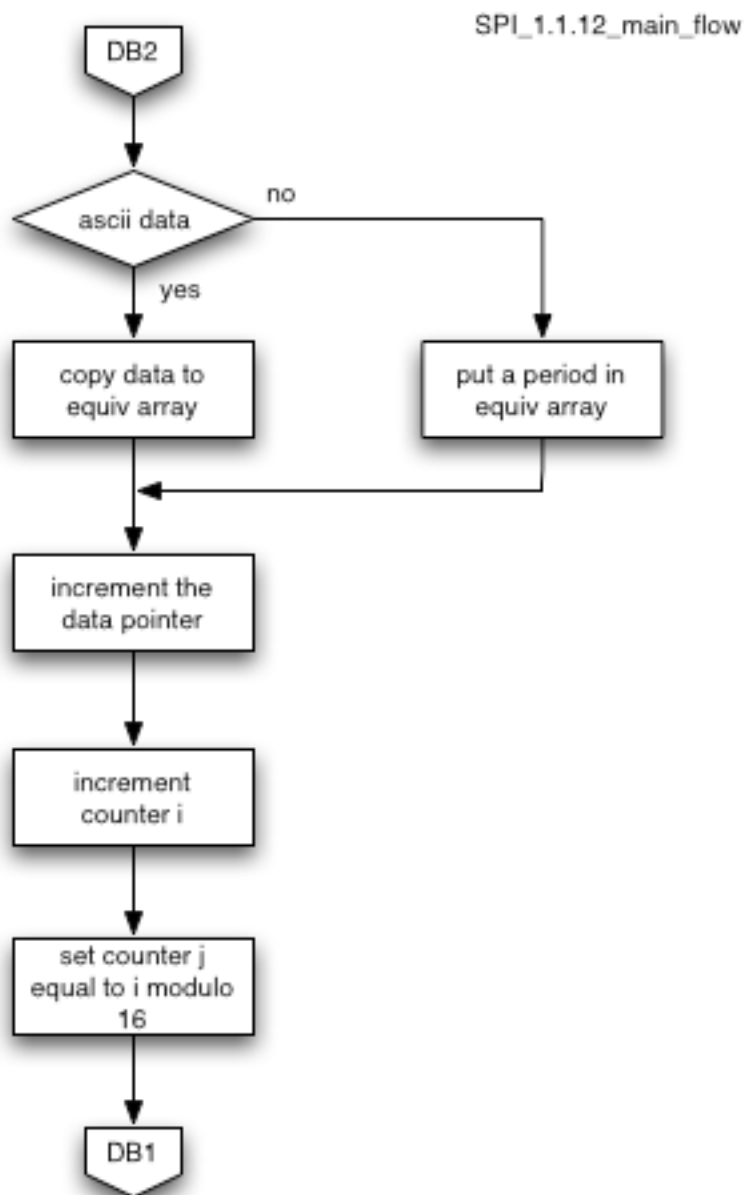 SPI_1.1.12_main_flow
DB2
ascii data
no
yes
copy data to
equiv array
put a period in
equiv array
increment the
data pointer
increment
counter i
set counter j
equal to i modulo
16
DB1